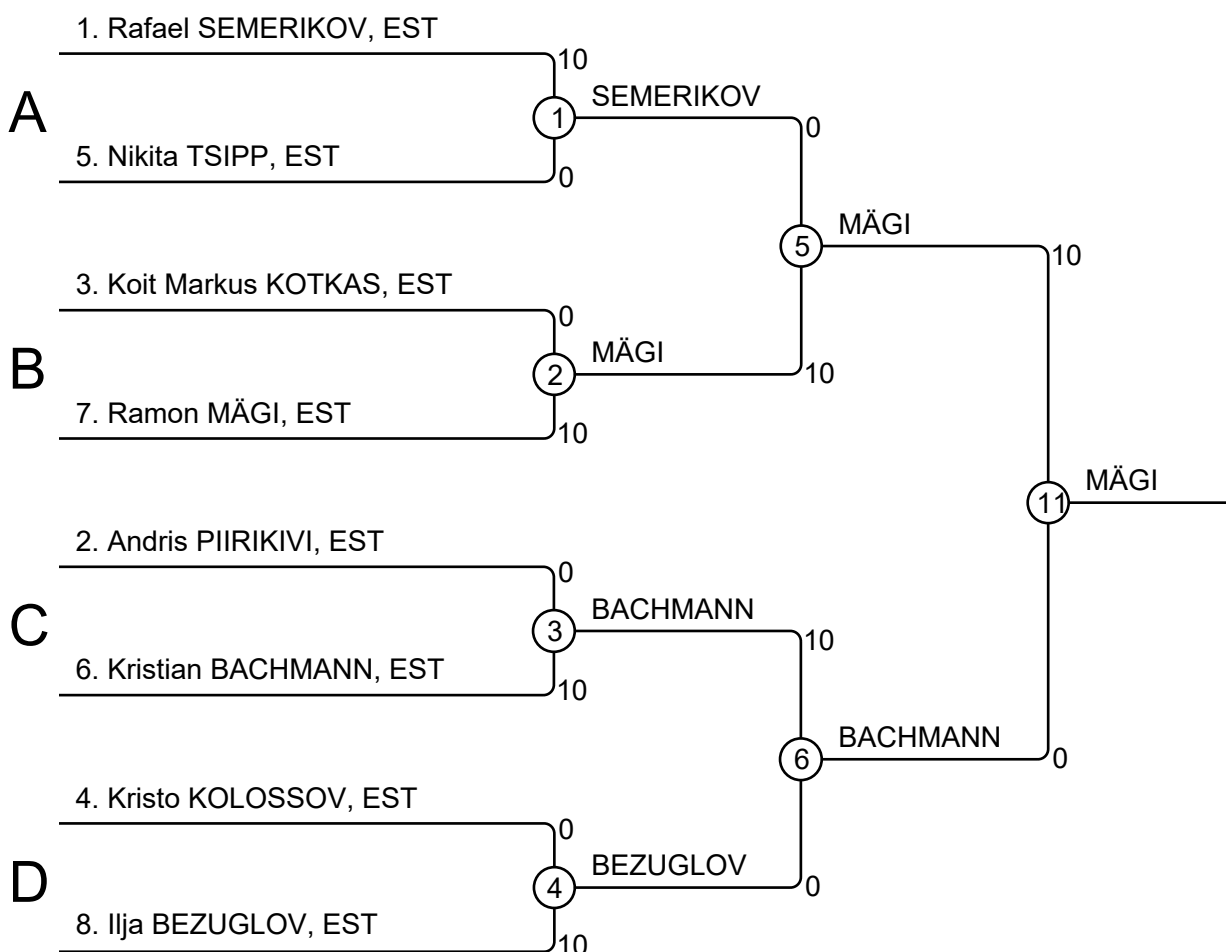 1. Rafael SEMERIKOV, EST
10
A
1
SEMERIKOV
0
5. Nikita TSIPP, EST
0
5
MÄGI
10
3. Koit Markus KOTKAS, EST
0
B
2
MÄGI
10
7. Ramon MÄGI, EST
10
11
MÄGI
2. Andris PIIRIKIVI, EST
0
C
3
BACHMANN
10
6. Kristian BACHMANN, EST
10
6
BACHMANN
0
4. Kristo KOLOSSOV, EST
0
D
4
BEZUGLOV
0
8. Ilja BEZUGLOV, EST
10